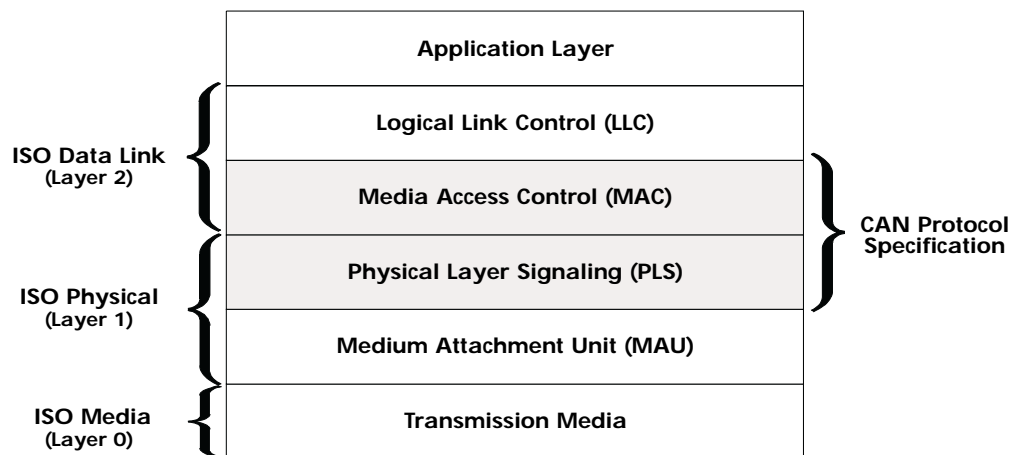 Application Layer
Logical Link Control (LLC)
ISO Data Link
(Layer 2)
Media Access Control (MAC)
CAN Protocol
Specification
Physical Layer Signaling (PLS)
ISO Physical
(Layer 1)
Medium Attachment Unit (MAU)
ISO Media
(Layer 0)
Transmission Media